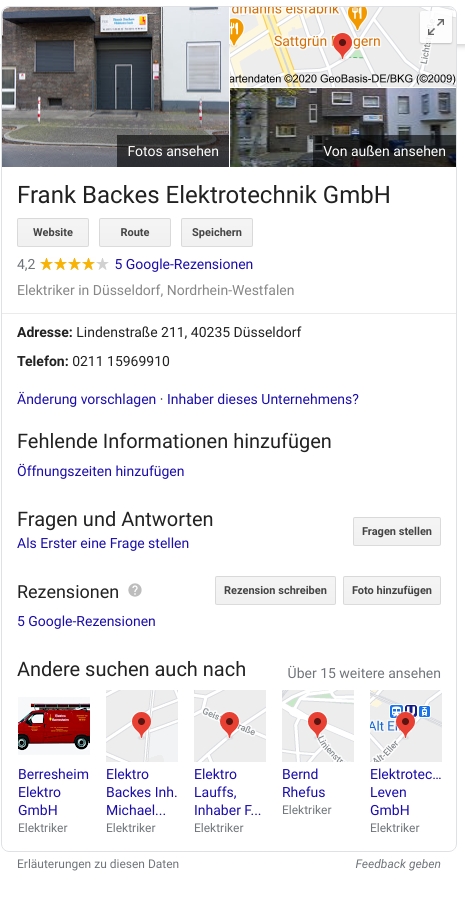 Fotos ansehen
dmanns eisfabrik
Sattgrün
gern
artendaten ©2020 GeoBasis-DE/BKG (©2009)
Von außen ansehen
Frank Backes Elektrotechnik GmbH
Website Route Speichern
4,2 5 Google-Rezensionen
Elektriker in Düsseldorf, Nordrhein-Westfalen
Adresse: Lindenstraße 211, 40235 Düsseldorf
Telefon: 0211 15969910
Änderung vorschlagen · Inhaber dieses Unternehmens?
Fehlende Informationen hinzufügen
Öffnungszeiten hinzufügen
Fragen und Antworten
Fragen stellen
Als Erster eine Frage stellen
Rezensionen ? Rezension schreiben Foto hinzufügen
5 Google-Rezensionen
Andere suchen auch nach Über 15 weitere ansehen
Berresheim Elektro GmbH
Elektriker
Elektro Backes Inh. Michael...
Elektriker
Elektro Lauffs, Inhaber F...
Elektriker
Bernd Rhefus
Elektriker
Alt-Eller
Elektrotec... Leven GmbH
Elektriker
Erläuterungen zu diesen Daten Feedback geben